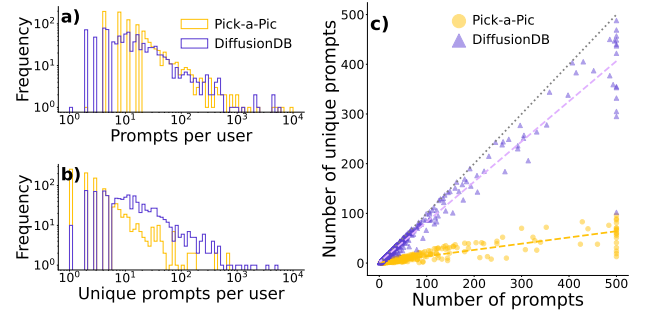 a)
Pick-a-Pic
DiffusionDB
Frequency
10² 10¹ 10⁰
10⁰ 10¹ 10² 10³ 10⁴
Prompts per user
b)
Frequency
10² 10¹ 10⁰
10⁰ 10¹ 10² 10³ 10⁴
Unique prompts per user
c)
Pick-a-Pic
DiffusionDB
Number of unique prompts
500 400 300 200 100 0
0 100 200 300 400 500
Number of prompts